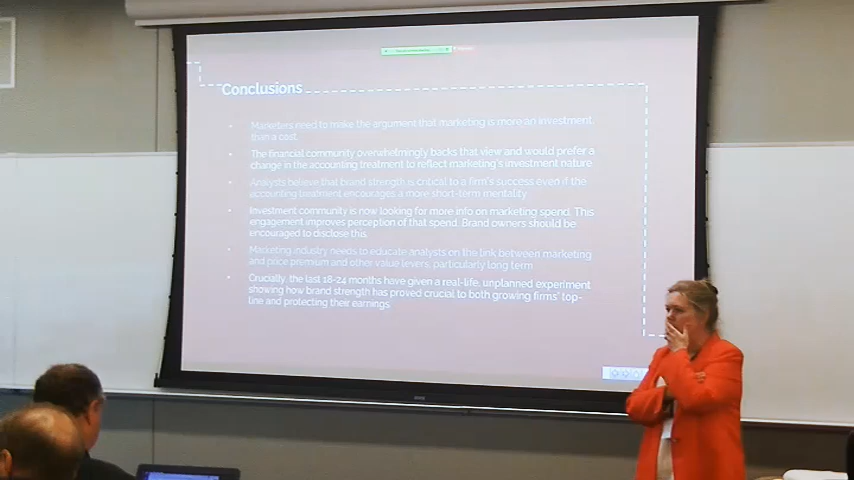 Conclusions
Marketers need to make the argument that marketing is more an investment
than a cost
The financial community overwhelmingly backs that view and would prefer a
change in the accounting treatment to reflect marketing's investment nature
Analysts believe that brand strength is critical to a firm's success even if the
accounting treatment encourages a more short-term mentality
Investment community is now looking for more info on marketing spend. This
engagement improves perception of that spend. Brand owners should be
encouraged to disclose this.
Marketing industry needs to educate analysts on the link between marketing
and price premium and other value levers, particularly long term
Crucially, the last 18-24 months have given a real-life, unplanned experiment
showing how brand strength has proved crucial to both growing firms' top-
line and protecting their earnings.